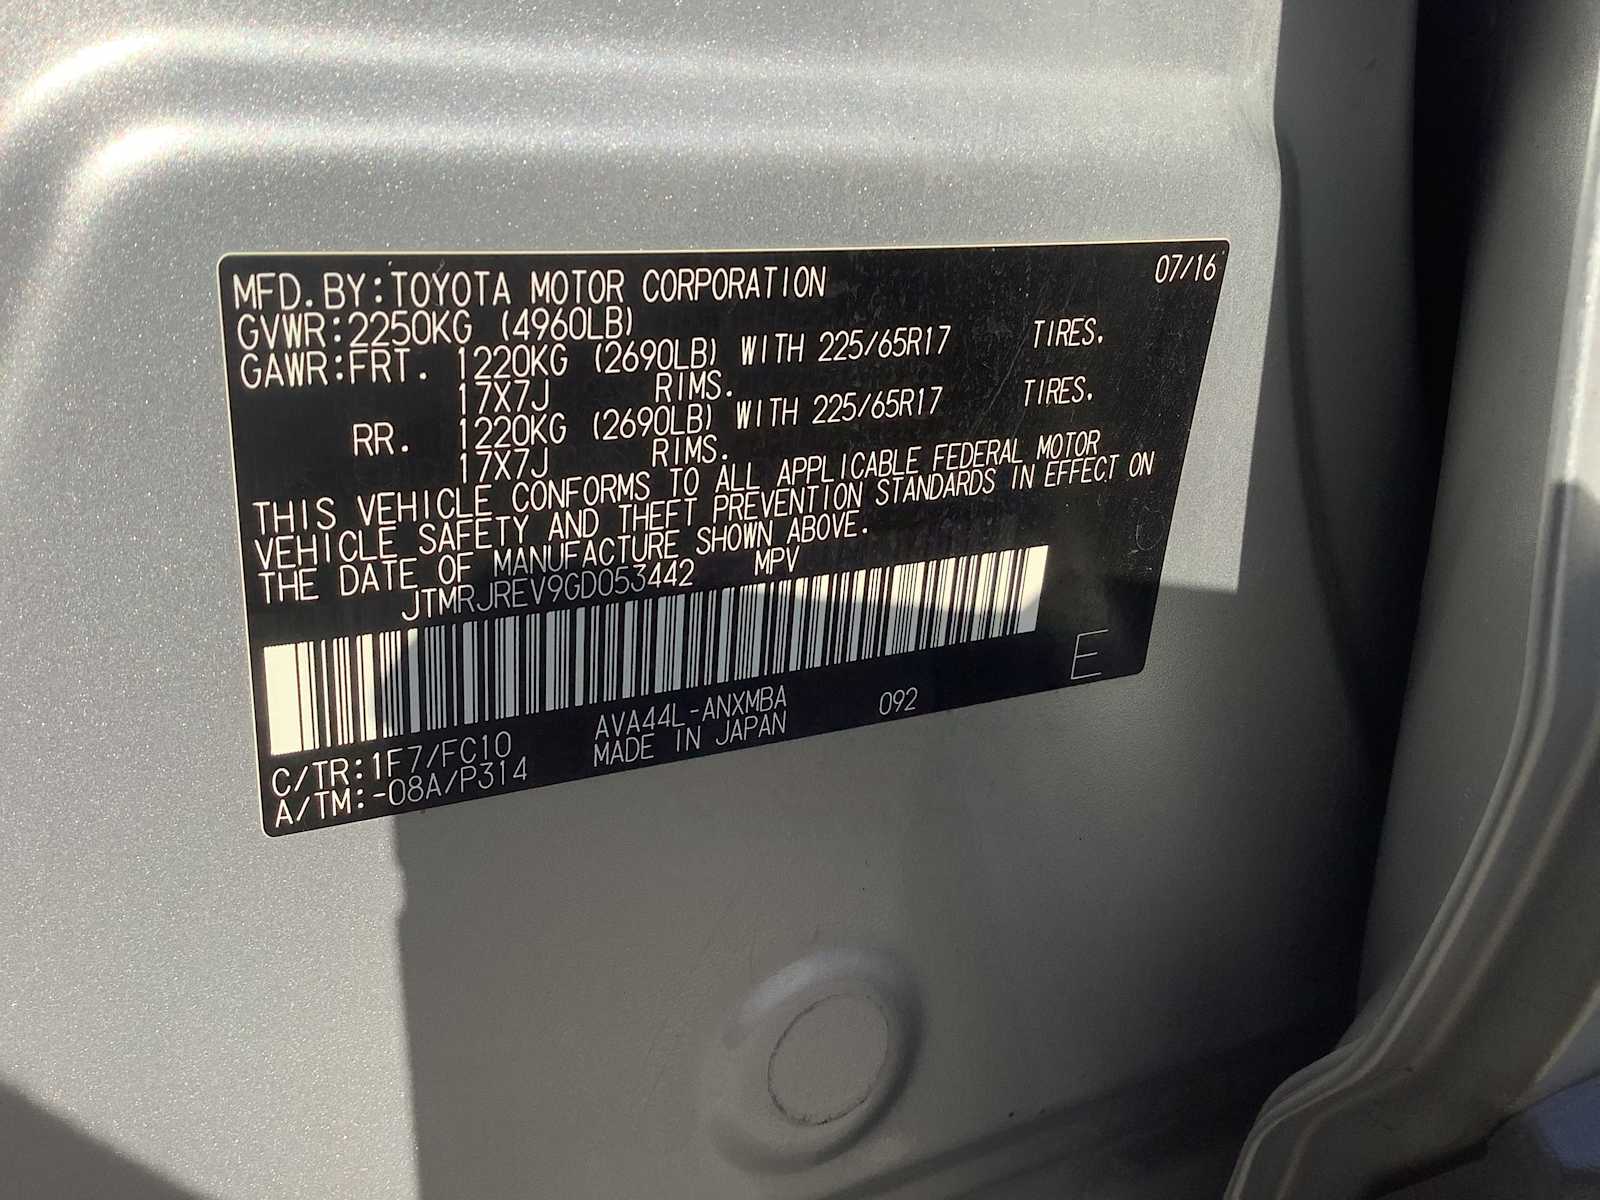 MFD.BY:TOYOTA MOTOR CORPORATION 07/16
GVWR:2250KG (4960LB)
GAWR:FRT. 1220KG (2690LB) WITH 225/65R17 TIRES.
17X7J RIMS.
RR. 1220KG (2690LB) WITH 225/65R17 TIRES.
17X7J RIMS.
THIS VEHICLE CONFORMS TO ALL APPLICABLE FEDERAL MOTOR
VEHICLE SAFETY AND THEFT PREVENTION STANDARDS IN EFFECT ON
THE DATE OF MANUFACTURE SHOWN ABOVE.
JTMRJREV9GD053442 MPV
E
C/TR:1F7/FC10 AVA44L-ANXMBA 092
A/TM:-08A/P314 MADE IN JAPAN